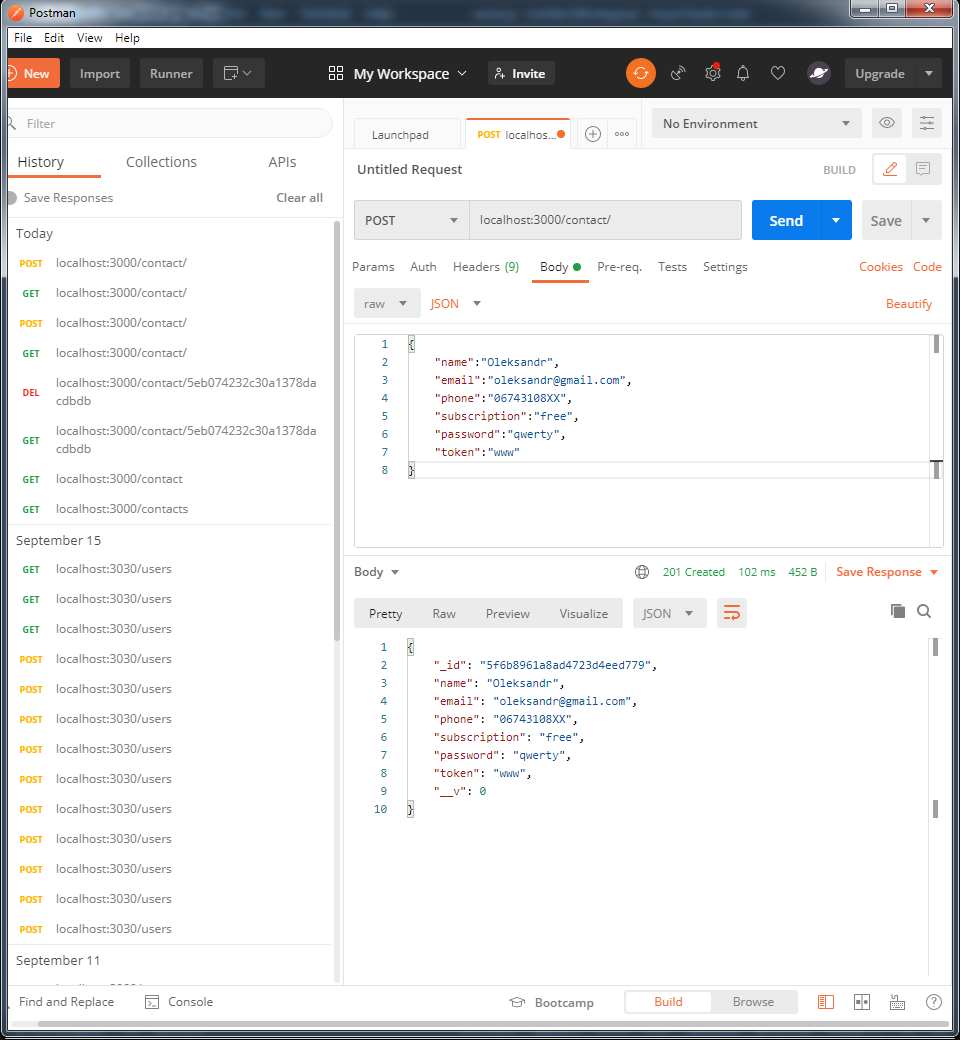 Postman
File Edit View Help
New Import Runner My Workspace Invite Upgrade
Filter
History Collections APIs
Save Responses Clear all
Today
POST localhost:3000/contact/
GET localhost:3000/contact/
POST localhost:3000/contact/
GET localhost:3000/contact/
DEL localhost:3000/contact/5eb074232c30a1378da
cdbdb
GET localhost:3000/contact/5eb074232c30a1378da
cdbdb
GET localhost:3000/contact
GET localhost:3000/contacts
September 15
GET localhost:3030/users
GET localhost:3030/users
GET localhost:3030/users
POST localhost:3030/users
POST localhost:3030/users
POST localhost:3030/users
POST localhost:3030/users
POST localhost:3030/users
POST localhost:3030/users
POST localhost:3030/users
POST localhost:3030/users
POST localhost:3030/users
POST localhost:3030/users
September 11
Launchpad POST localhos... No Environment
Untitled Request BUILD
POST localhost:3000/contact/ Send Save
Params Auth Headers (9) Body Pre-req. Tests Settings Cookies Code
raw JSON Beautify
1 {
2 "name":"Oleksandr",
3 "email":"oleksandr@gmail.com",
4 "phone":"06743108XX",
5 "subscription":"free",
6 "password":"qwerty",
7 "token":"www"
8 }
Body 201 Created 102 ms 452 B Save Response
Pretty Raw Preview Visualize JSON
1 {
2 "_id": "5f6b8961a8ad4723d4eed779",
3 "name": "Oleksandr",
4 "email": "oleksandr@gmail.com",
5 "phone": "06743108XX",
6 "subscription": "free",
7 "password": "qwerty",
8 "token": "www",
9 "__v": 0
10 }
Find and Replace Console Bootcamp Build Browse